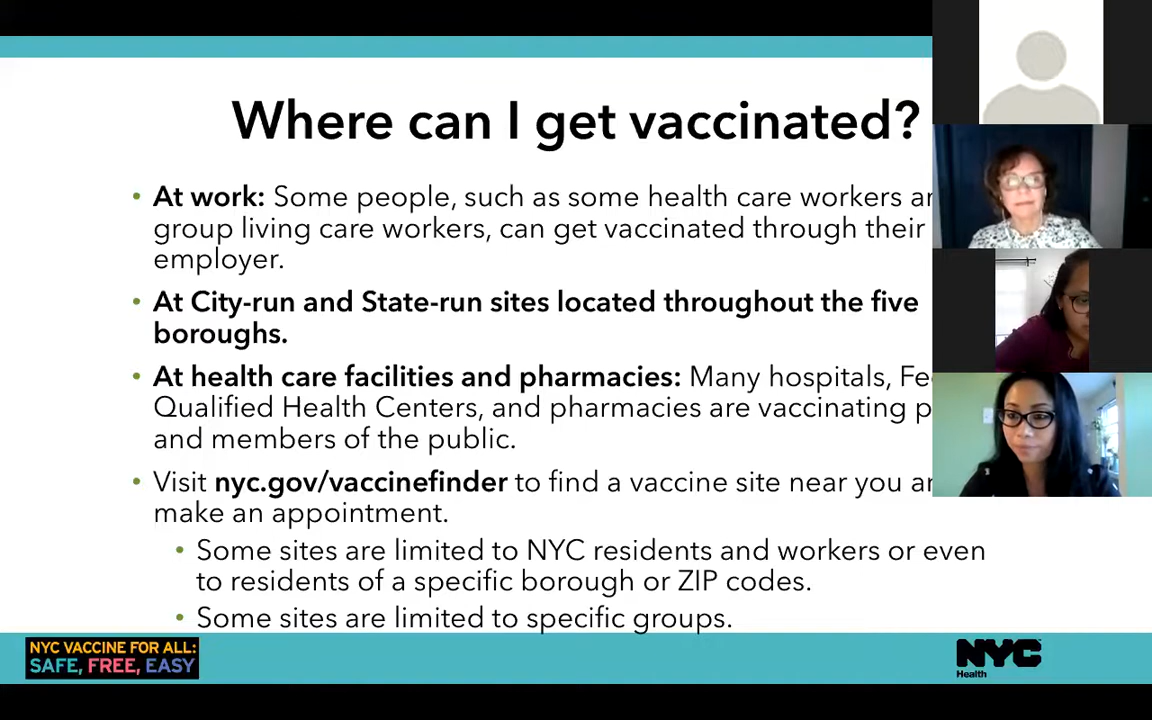 Where can I get vaccinated?
• At work: Some people, such as some health care workers
group living care workers, can get vaccinated through their
employer.
• At City-run and State-run sites located throughout the five
boroughs.
• At health care facilities and pharmacies: Many hospitals,
Qualified Health Centers, and pharmacies are vaccinating
and members of the public.
• Visit nyc.gov/vaccinefinder to find a vaccine site near you
make an appointment.
• Some sites are limited to NYC residents and workers or even
to residents of a specific borough or ZIP codes.
• Some sites are limited to specific groups.
NYC VACCINE FOR ALL:
SAFE, FREE, EASY
NYC
Health